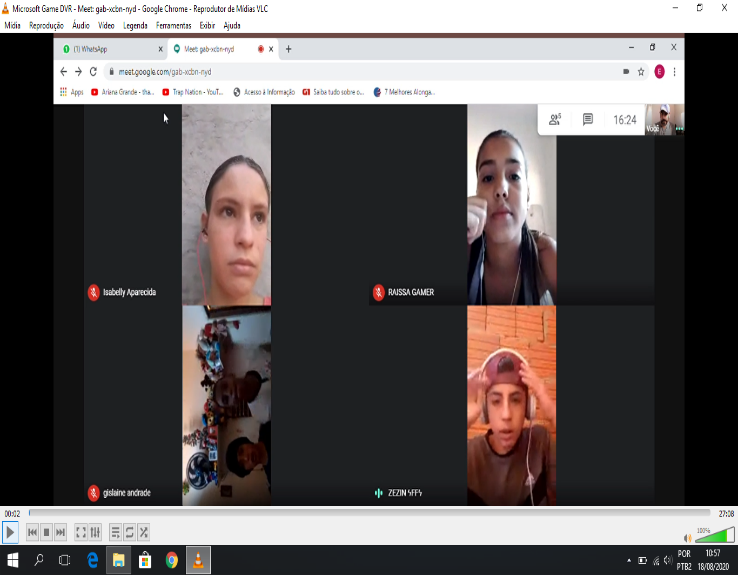 Microsoft Game DVR - Meet: gab-xcbn-nyd - Google Chrome - Reprodutor de Mídias VLC
Mídia Reprodução Áudio Vídeo Legenda Ferramentas Exibir Ajuda
(1) WhatsApp
Meet: gab-xcbn-nyd
meet.google.com/gab-xcbn-nyd
E
Apps Ariana Grande - tha... Trap Nation - YouT... Acesso à Informação G1 Saiba tudo sobre o... 7 Melhores Alonga...
5
16:24
Você
Isabelly Aparecida
RAISSA GAMER
gislaine andrade
ZEZIN ᛋFFᛋ
00:02
27:08
100%
POR
PTB2
10:57
18/08/2020